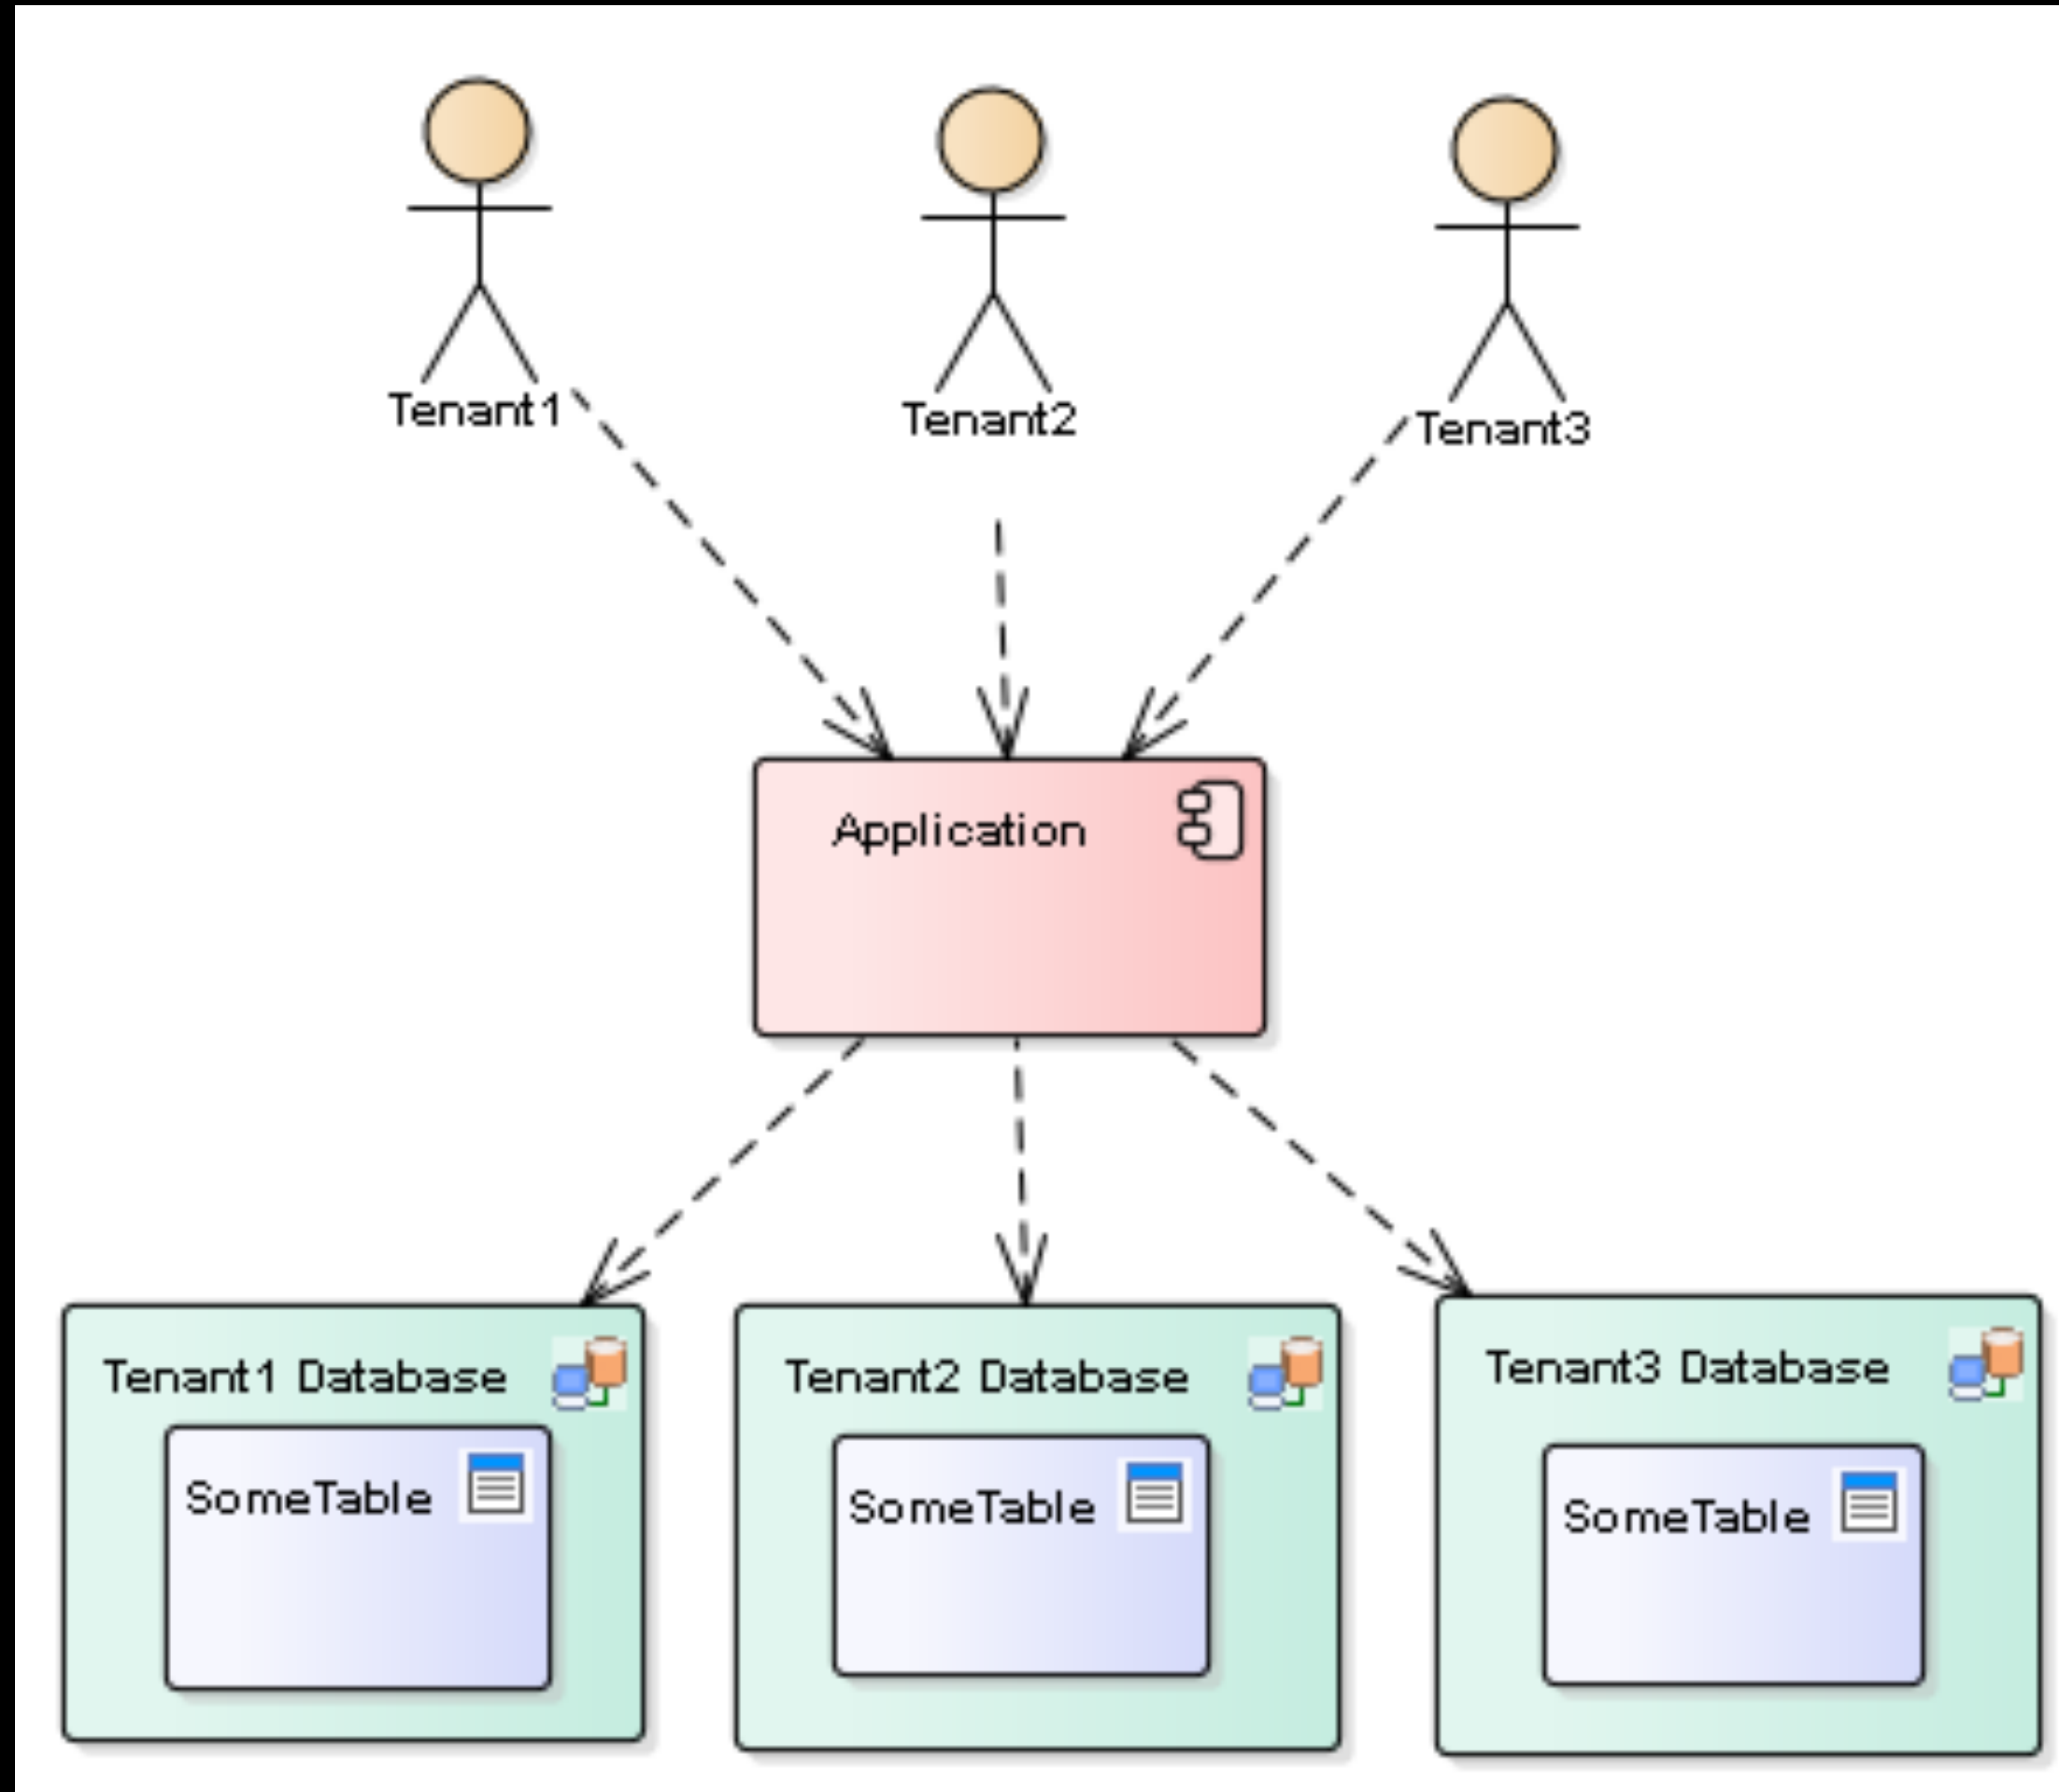 Tenant1
Tenant2
Tenant3
Application
Tenant1 Database
Tenant2 Database
Tenant3 Database
SomeTable
SomeTable
SomeTable